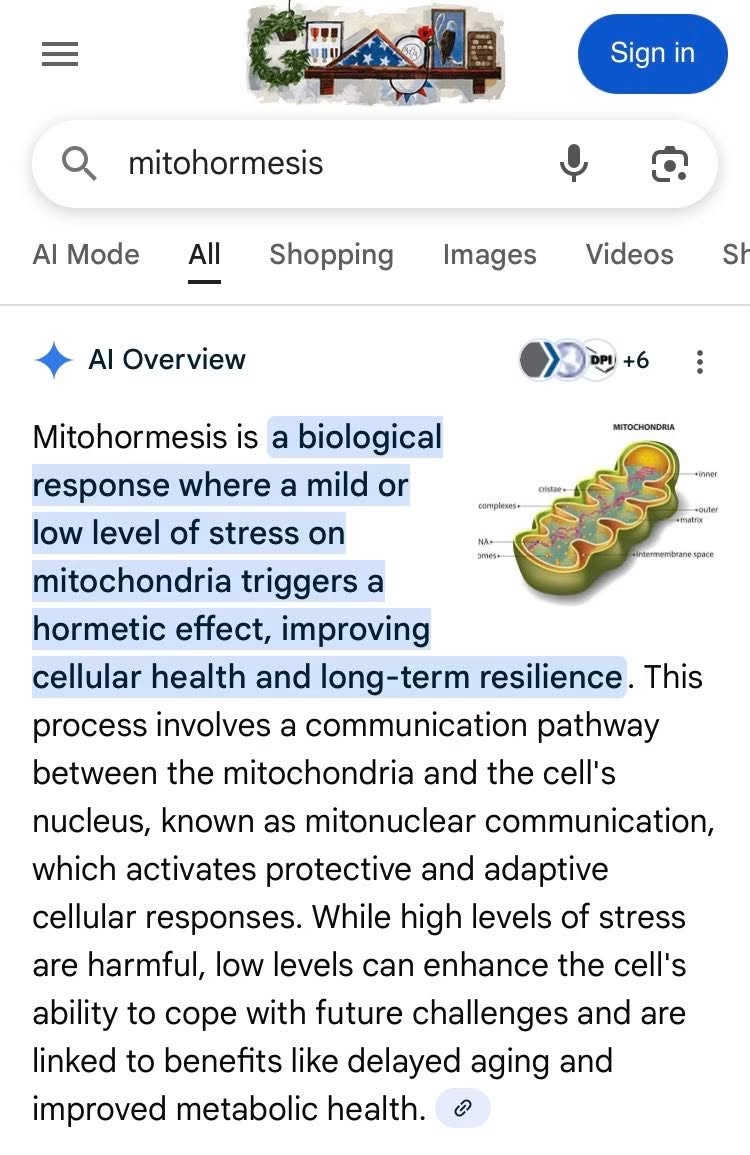 Sign in
mitohormesis
AI Mode All Shopping Images Videos Sh
AI Overview
DPI +6
Mitohormesis is a biological
response where a mild or
low level of stress on
mitochondria triggers a
hormetic effect, improving
cellular health and long-term resilience. This
process involves a communication pathway
between the mitochondria and the cell's
nucleus, known as mitonuclear communication,
which activates protective and adaptive
cellular responses. While high levels of stress
are harmful, low levels can enhance the cell's
ability to cope with future challenges and are
linked to benefits like delayed aging and
improved metabolic health.
MITOCHONDRIA
inner
cristae
complexes
outer
matrix
NA
omes
intermembrane space